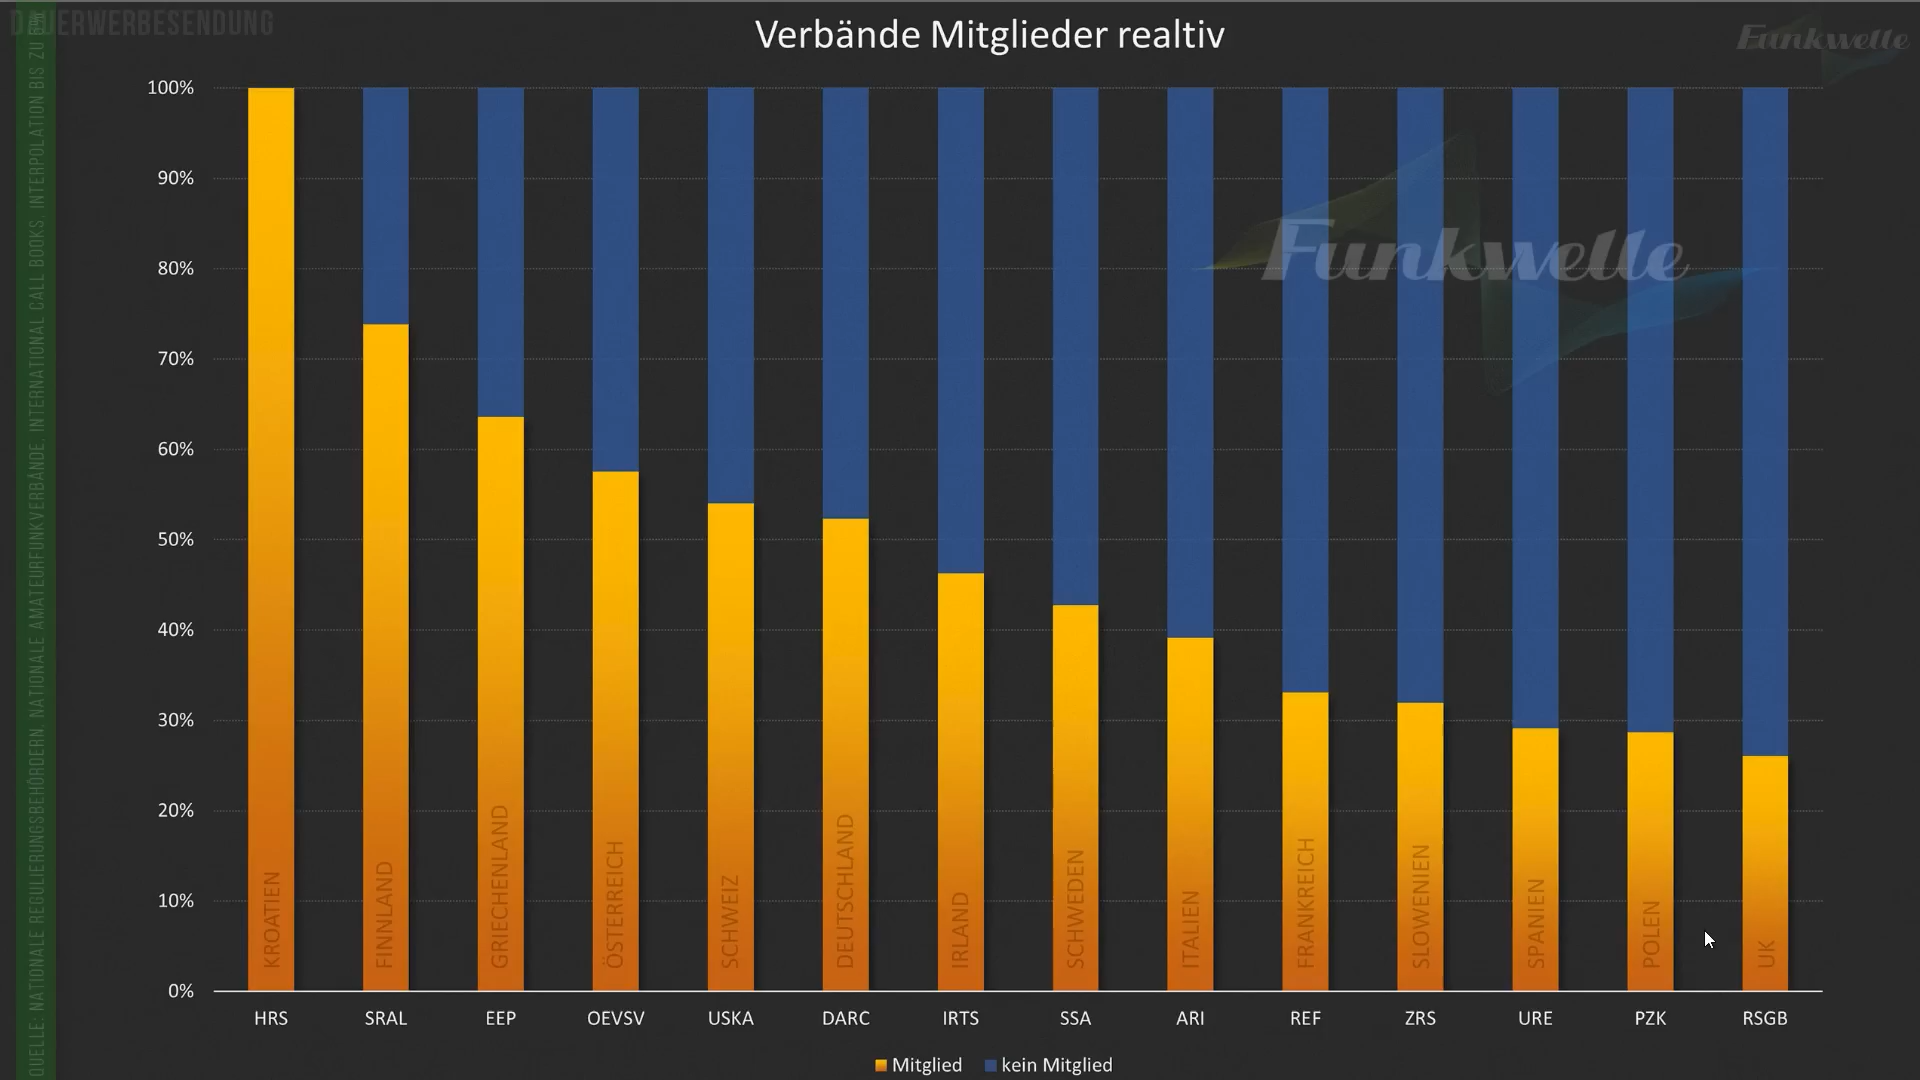 DAUERWERBESENDUNG
Verbände Mitglieder realtiv
Funkwelle
QUELLE: NATIONALE REGULIERUNGSBEHÖRDERN, NATIONALE AMATEURFUNKVERBÄNDE, INTERNATIONAL CALL BOOKS, INTERPOLATION BIS ZU
100%
90%
80%
70%
60%
50%
40%
30%
20%
10%
0%
Funkwelle
KROATIEN
FINNLAND
GRIECHENLAND
ÖSTERREICH
SCHWEIZ
DEUTSCHLAND
IRLAND
SCHWEDEN
ITALIEN
FRANKREICH
SLOWENIEN
SPANIEN
POLEN
UK
HRS SRAL EEP OEVSV USKA DARC IRTS SSA ARI REF ZRS URE PZK RSGB
Mitglied kein Mitglied